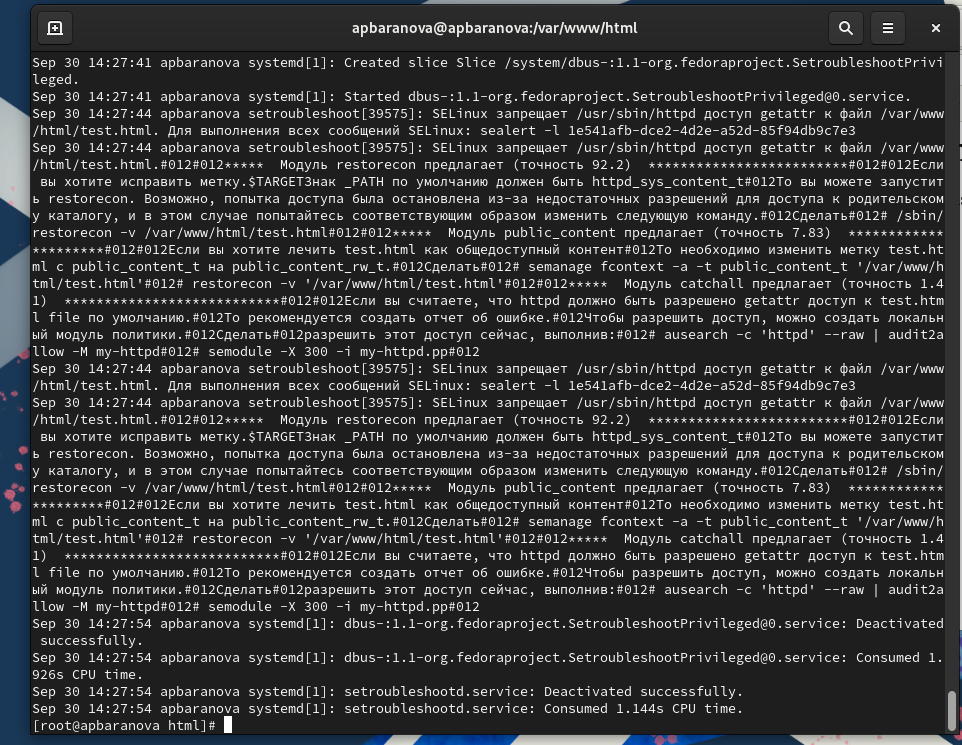 apbaranova@apbaranova:/var/www/html
Sep 30 14:27:41 apbaranova systemd[1]: Created slice Slice /system/dbus-:1.1-org.fedoraproject.SetroubleshootPrivi
leged.
Sep 30 14:27:41 apbaranova systemd[1]: Started dbus-:1.1-org.fedoraproject.SetroubleshootPrivileged@0.service.
Sep 30 14:27:44 apbaranova setroubleshoot[39575]: SELinux запрещает /usr/sbin/httpd доступ getattr к файл /var/www
/html/test.html. Для выполнения всех сообщений SELinux: sealert -l 1e541afb-dce2-4d2e-a52d-85f94db9c7e3
Sep 30 14:27:44 apbaranova setroubleshoot[39575]: SELinux запрещает /usr/sbin/httpd доступ getattr к файл /var/www
/html/test.html.#012#012*****  Модуль restorecon предлагает (точность 92.2)  *************************#012#012Если
 вы хотите исправить метку.$TARGETЗнак _PATH по умолчанию должен быть httpd_sys_content_t#012То вы можете запустит
ь restorecon. Возможно, попытка доступа была остановлена из-за недостаточных разрешений для доступа к родительском
у каталогу, и в этом случае попытайтесь соответствующим образом изменить следующую команду.#012Сделать#012# /sbin/
restorecon -v /var/www/html/test.html#012#012*****  Модуль public_content предлагает (точность 7.83)  ************
*********#012#012Если вы хотите лечить test.html как общедоступный контент#012То необходимо изменить метку test.ht
ml с public_content_t на public_content_rw_t.#012Сделать#012# semanage fcontext -a -t public_content_t '/var/www/h
tml/test.html'#012# restorecon -v '/var/www/html/test.html'#012#012*****  Модуль catchall предлагает (точность 1.4
1)  ***************************#012#012Если вы считаете, что httpd должно быть разрешено getattr доступ к test.htm
l file по умолчанию.#012То рекомендуется создать отчет об ошибке.#012Чтобы разрешить доступ, можно создать локальн
ый модуль политики.#012Сделать#012разрешить этот доступ сейчас, выполнив:#012# ausearch -c 'httpd' --raw | audit2a
llow -M my-httpd#012# semodule -X 300 -i my-httpd.pp#012
Sep 30 14:27:44 apbaranova setroubleshoot[39575]: SELinux запрещает /usr/sbin/httpd доступ getattr к файл /var/www
/html/test.html. Для выполнения всех сообщений SELinux: sealert -l 1e541afb-dce2-4d2e-a52d-85f94db9c7e3
Sep 30 14:27:44 apbaranova setroubleshoot[39575]: SELinux запрещает /usr/sbin/httpd доступ getattr к файл /var/www
/html/test.html.#012#012*****  Модуль restorecon предлагает (точность 92.2)  *************************#012#012Если
 вы хотите исправить метку.$TARGETЗнак _PATH по умолчанию должен быть httpd_sys_content_t#012То вы можете запустит
ь restorecon. Возможно, попытка доступа была остановлена из-за недостаточных разрешений для доступа к родительском
у каталогу, и в этом случае попытайтесь соответствующим образом изменить следующую команду.#012Сделать#012# /sbin/
restorecon -v /var/www/html/test.html#012#012*****  Модуль public_content предлагает (точность 7.83)  ************
*********#012#012Если вы хотите лечить test.html как общедоступный контент#012То необходимо изменить метку test.ht
ml с public_content_t на public_content_rw_t.#012Сделать#012# semanage fcontext -a -t public_content_t '/var/www/h
tml/test.html'#012# restorecon -v '/var/www/html/test.html'#012#012*****  Модуль catchall предлагает (точность 1.4
1)  ***************************#012#012Если вы считаете, что httpd должно быть разрешено getattr доступ к test.htm
l file по умолчанию.#012То рекомендуется создать отчет об ошибке.#012Чтобы разрешить доступ, можно создать локальн
ый модуль политики.#012Сделать#012разрешить этот доступ сейчас, выполнив:#012# ausearch -c 'httpd' --raw | audit2a
llow -M my-httpd#012# semodule -X 300 -i my-httpd.pp#012
Sep 30 14:27:54 apbaranova systemd[1]: dbus-:1.1-org.fedoraproject.SetroubleshootPrivileged@0.service: Deactivated
 successfully.
Sep 30 14:27:54 apbaranova systemd[1]: dbus-:1.1-org.fedoraproject.SetroubleshootPrivileged@0.service: Consumed 1.
926s CPU time.
Sep 30 14:27:54 apbaranova systemd[1]: setroubleshootd.service: Deactivated successfully.
Sep 30 14:27:54 apbaranova systemd[1]: setroubleshootd.service: Consumed 1.144s CPU time.
[root@apbaranova html]#